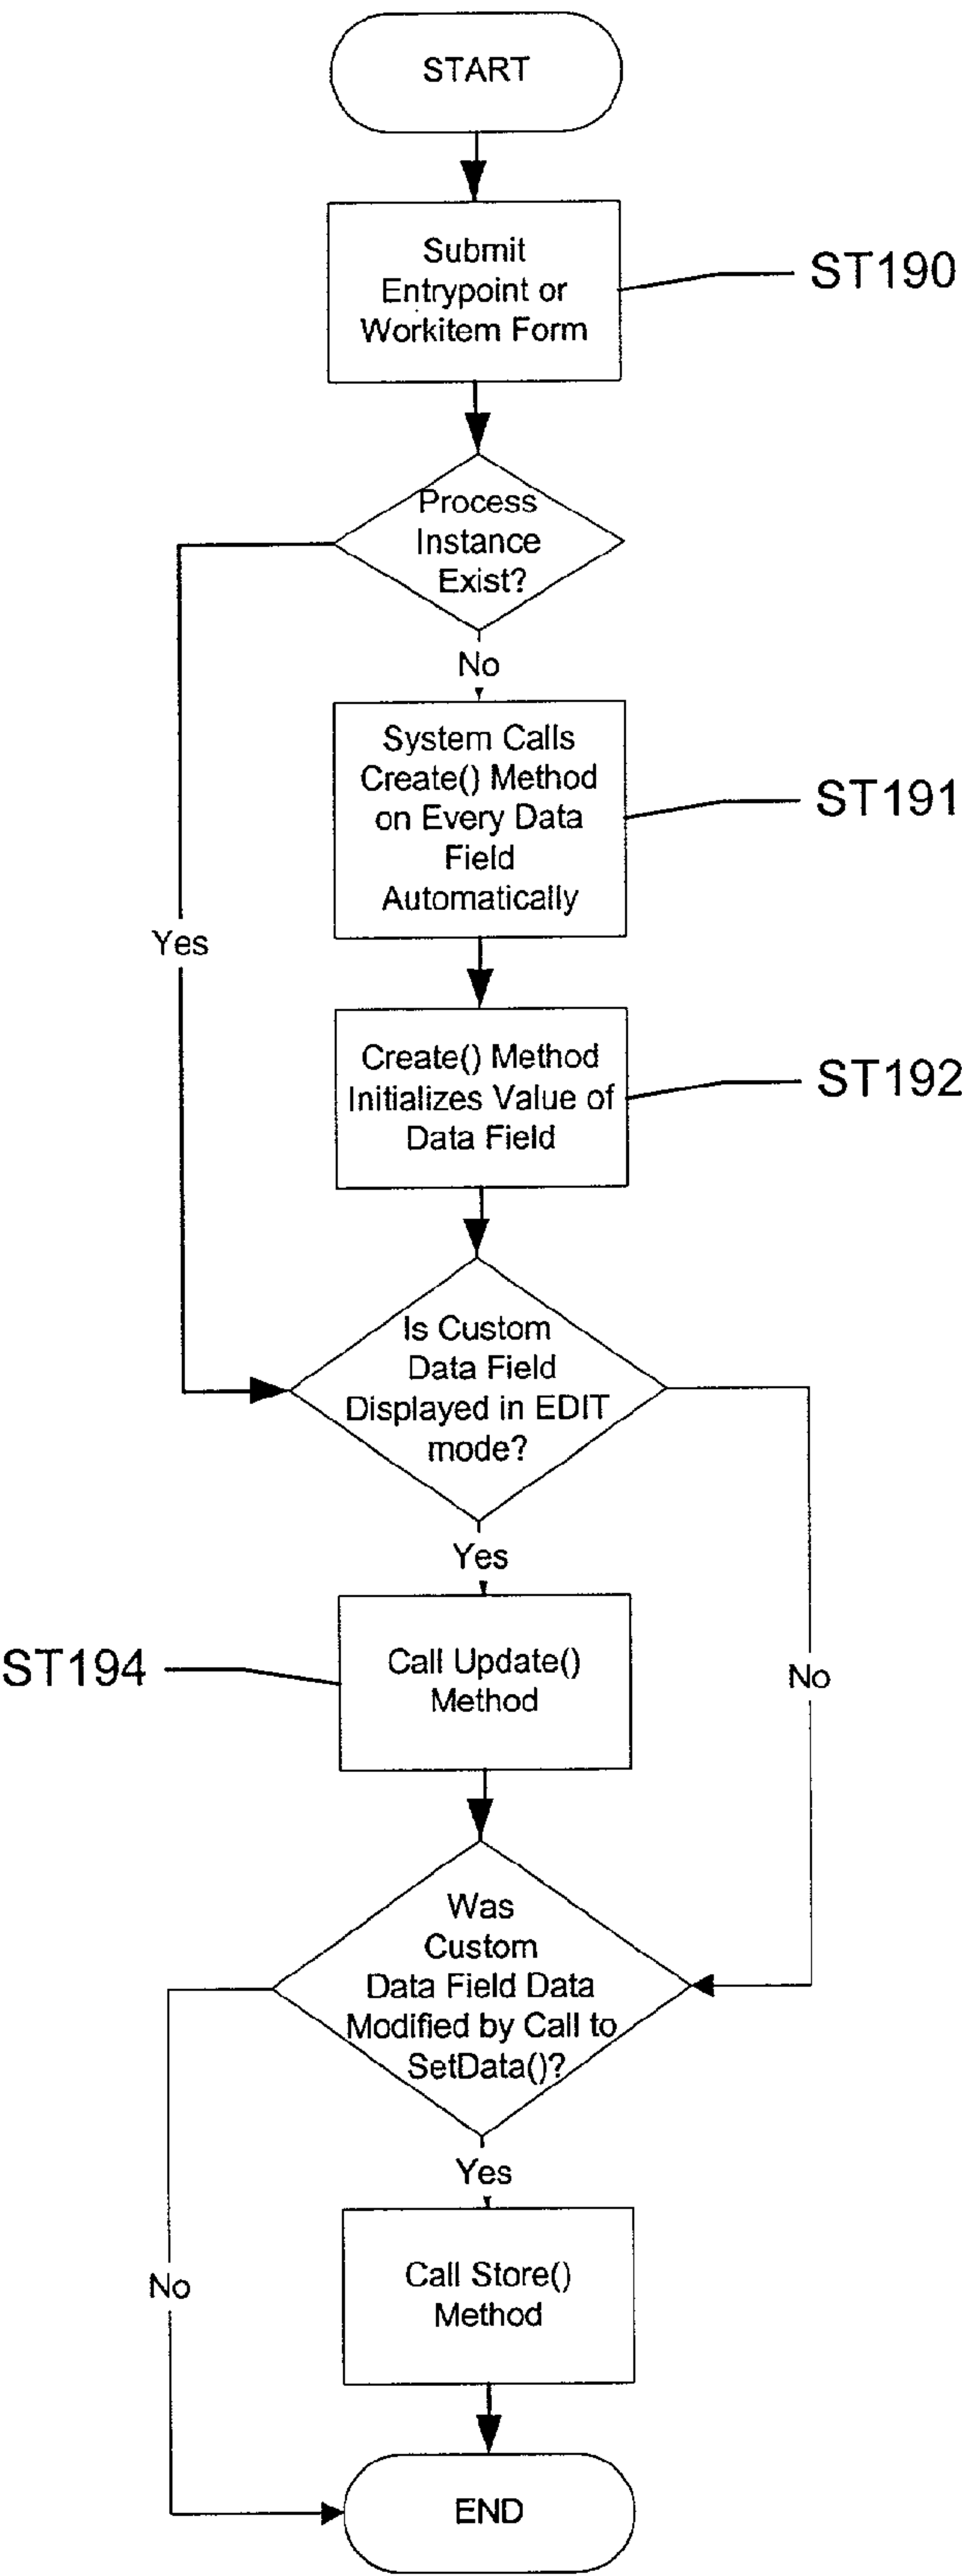 START
Submit
Entrypoint or
Workitem Form
ST190
Process
Instance
Exist?
No
System Calls
Create() Method
on Every Data
Field
Automatically
ST191
Yes
Create() Method
Initializes Value of
Data Field
ST192
Is Custom
Data Field
Displayed in EDIT
mode?
Yes
Call Update()
Method
ST194
No
Was
Custom
Data Field Data
Modified by Call to
SetData()?
Yes
Call Store()
Method
No
END